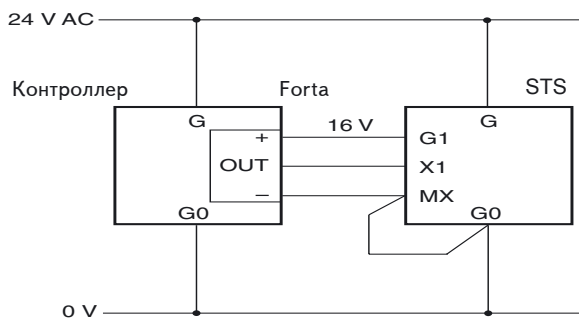 24 V AC
Контроллер Forta STS
G G
+ 16 V G1
OUT X1
– MX
G0 G0
0 V